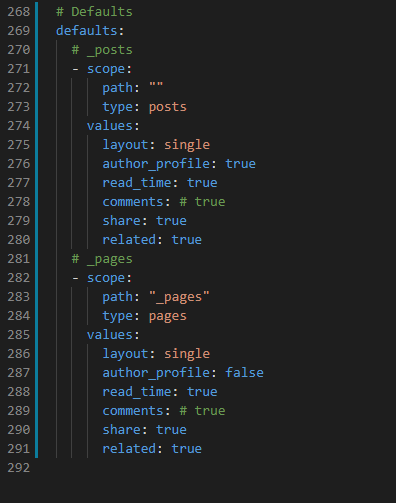 268 # Defaults
269 defaults:
270   # _posts
271   - scope:
272       path: ""
273       type: posts
274     values:
275       layout: single
276       author_profile: true
277       read_time: true
278       comments: # true
279       share: true
280       related: true
281   # _pages
282   - scope:
283       path: "_pages"
284       type: pages
285     values:
286       layout: single
287       author_profile: false
288       read_time: true
289       comments: # true
290       share: true
291       related: true
292